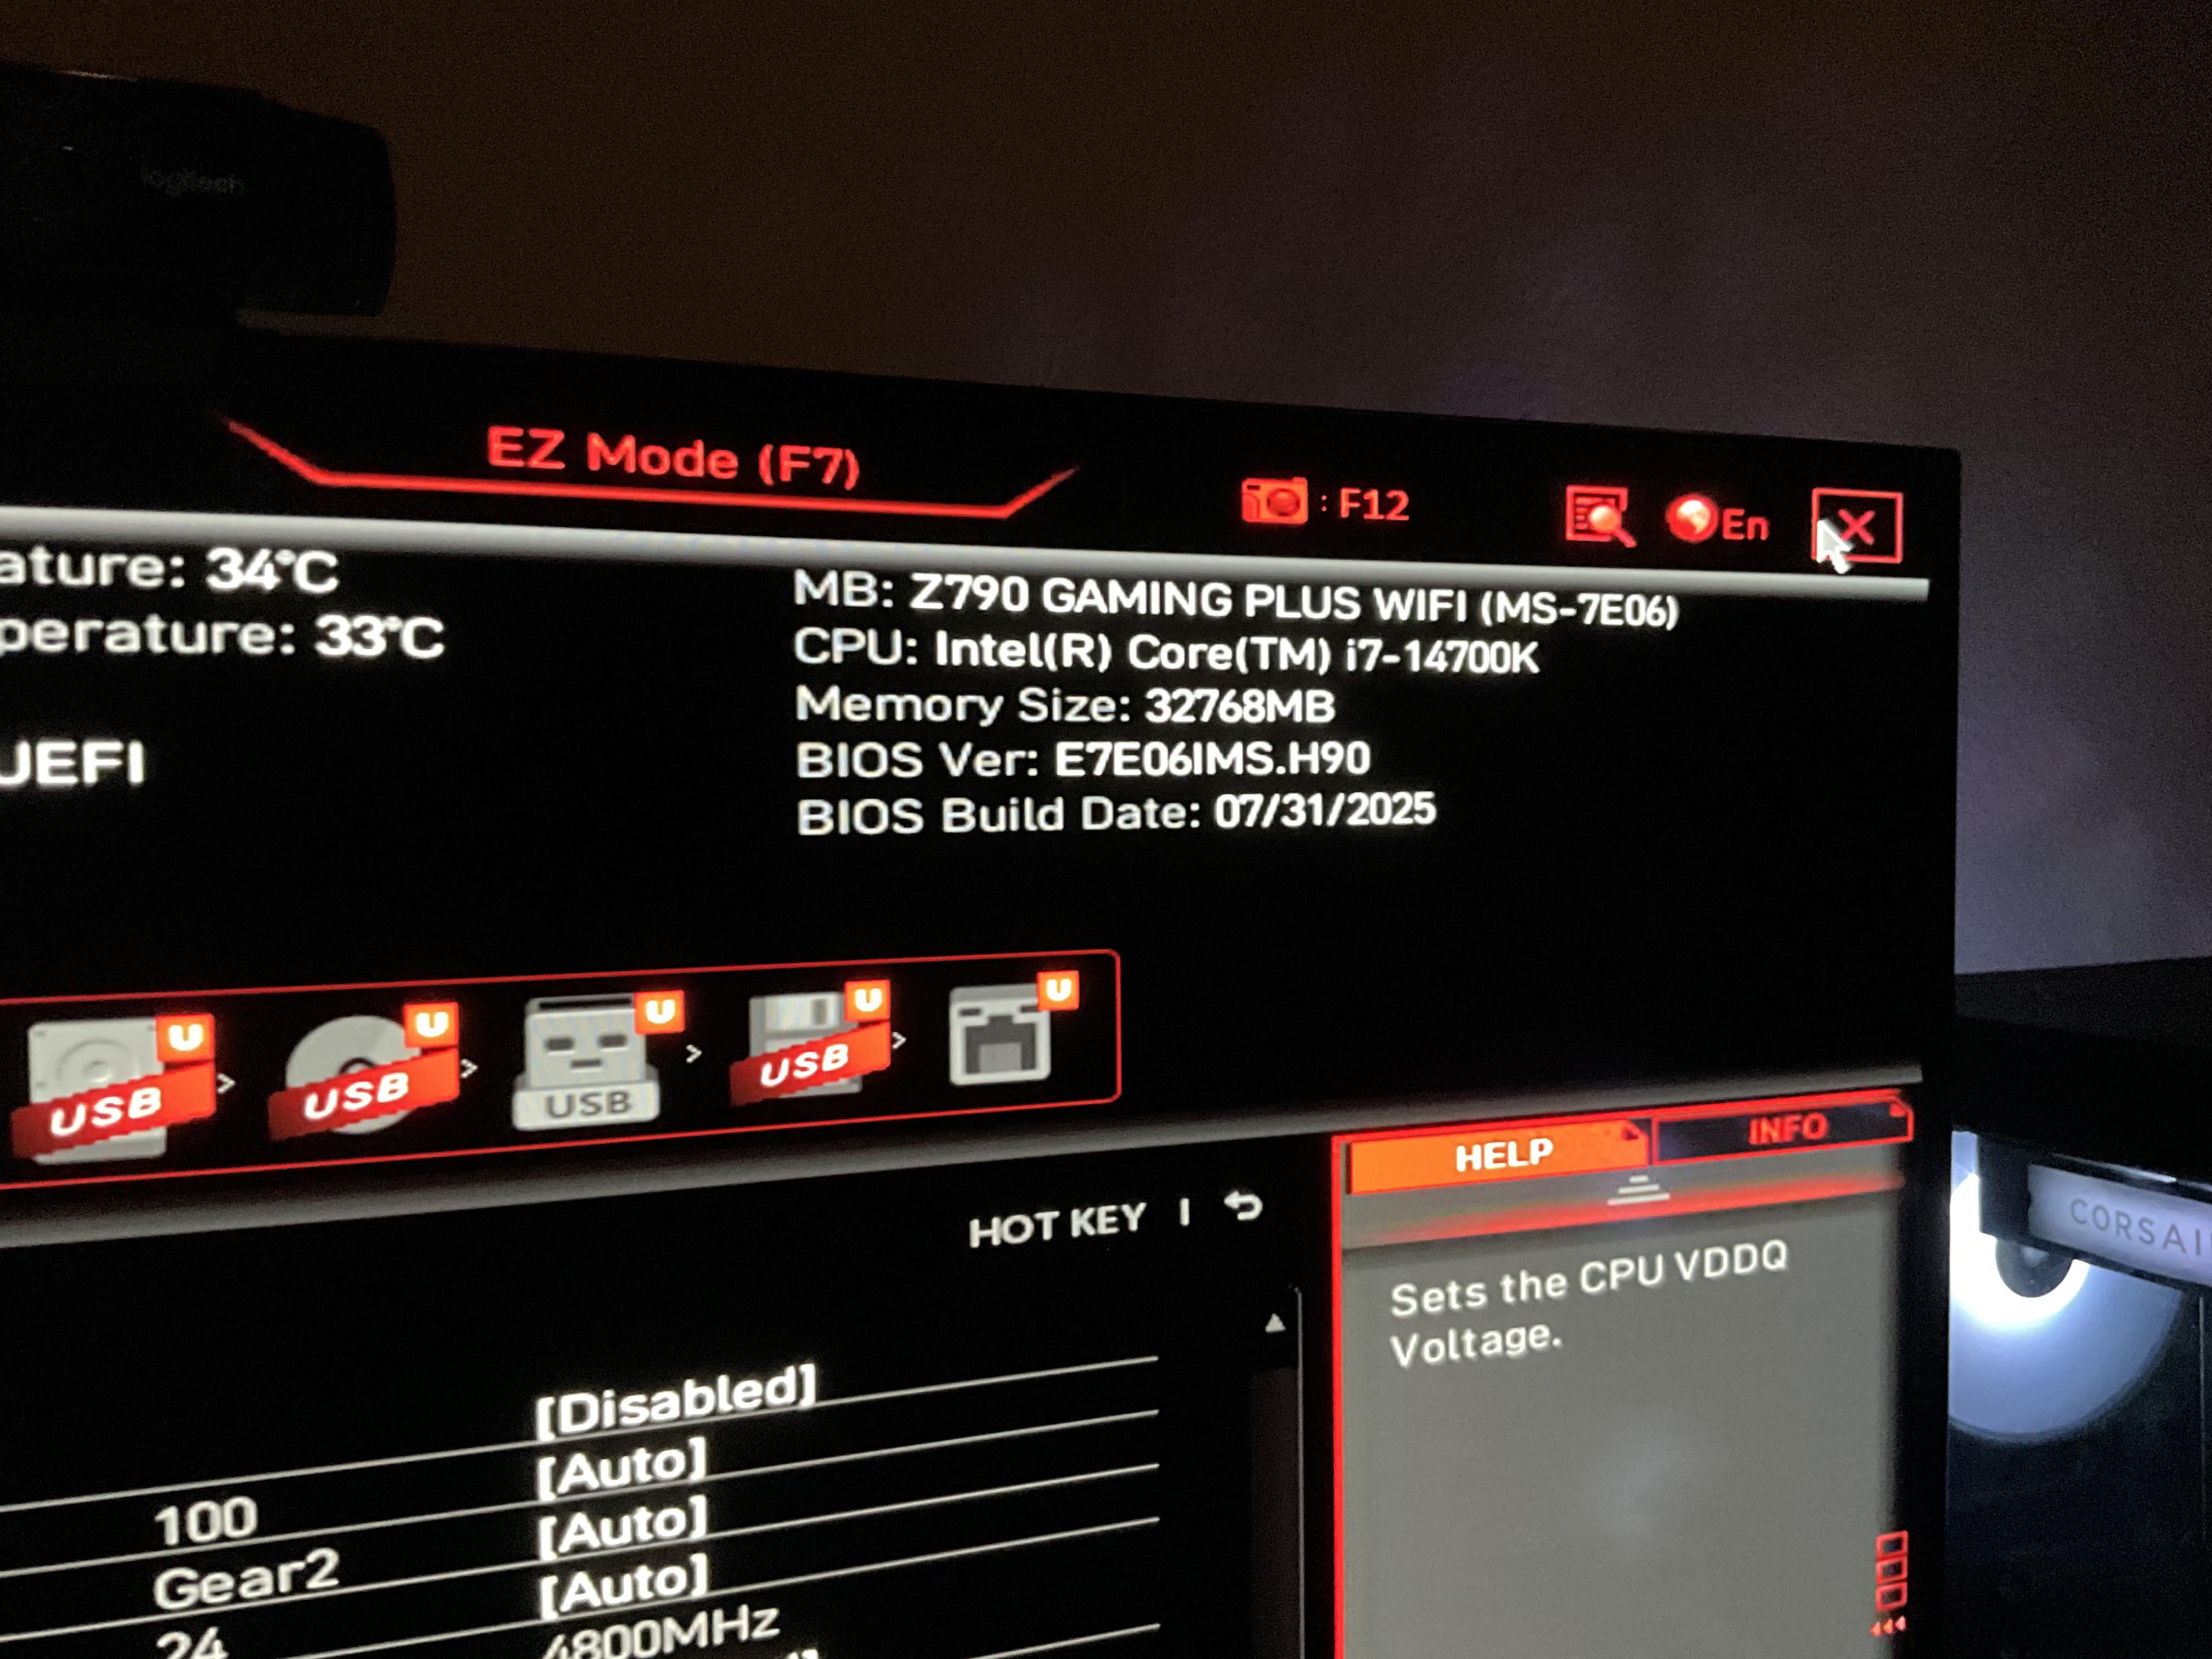 logitech
EZ Mode (F7)
: F12
En
ature: 34°C
perature: 33°C
UEFI
MB: Z790 GAMING PLUS WIFI (MS-7E06)
CPU: Intel(R) Core(TM) i7-14700K
Memory Size: 32768MB
BIOS Ver: E7E06IMS.H90
BIOS Build Date: 07/31/2025
U U U U U
USB USB USB USB
HOT KEY |
HELP
INFO
Sets the CPU VDDQ
Voltage.
[Disabled]
[Auto]
100 [Auto]
Gear2 [Auto]
24 4800MHz
CORSAI